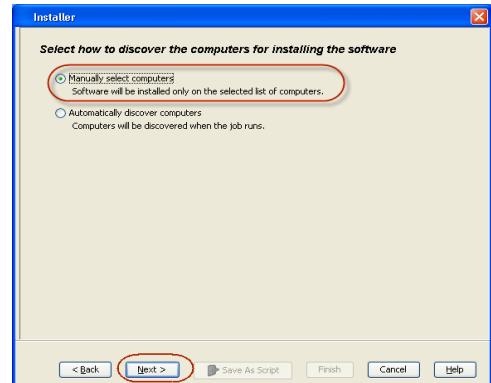 Installer
Select how to discover the computers for installing the software
Manually select computers
Software will be installed only on the selected list of computers.
Automatically discover computers
Computers will be discovered when the job runs.
< Back
Next >
Save As Script
Finish
Cancel
Help